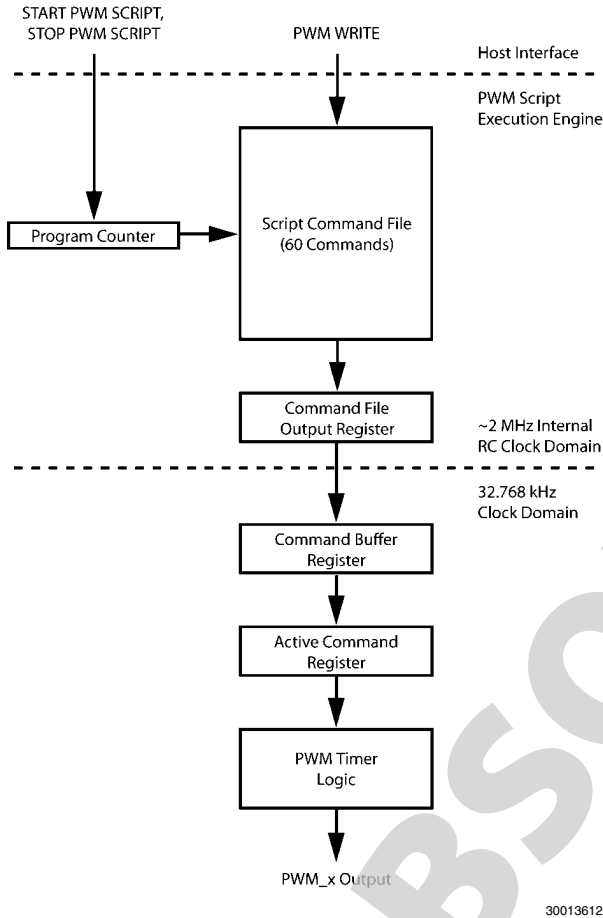 START PWM SCRIPT,
STOP PWM SCRIPT
PWM WRITE
Host Interface
PWM Script
Execution Engine
Script Command File
(60 Commands)
Program Counter
Command File
Output Register
~2 MHz Internal
RC Clock Domain
32.768 kHz
Clock Domain
Command Buffer
Register
Active Command
Register
PWM Timer
Logic
PWM_x Output
BSO
30013612